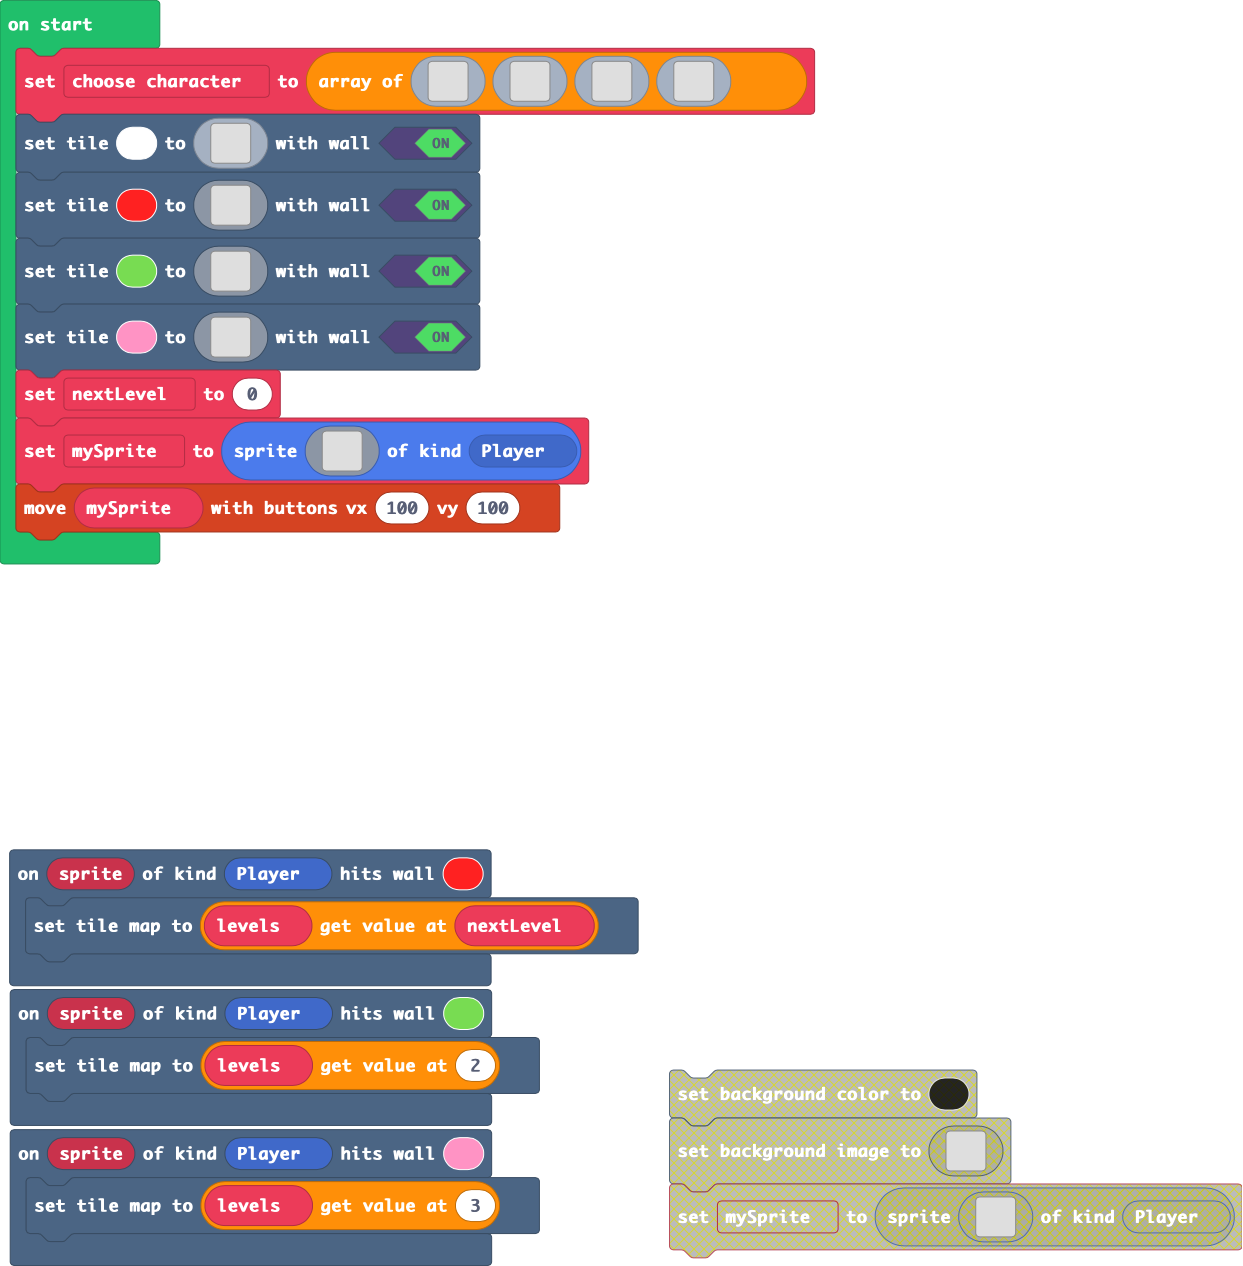 on start
set choose character to array of
set tile to with wall ON
set tile to with wall ON
set tile to with wall ON
set tile to with wall ON
set nextLevel to 0
set mySprite to sprite of kind Player
move mySprite with buttons vx 100 vy 100
on sprite of kind Player hits wall
set tile map to levels get value at nextLevel
on sprite of kind Player hits wall
set tile map to levels get value at 2
on sprite of kind Player hits wall
set tile map to levels get value at 3
set background color to
set background image to
set mySprite to sprite of kind Player